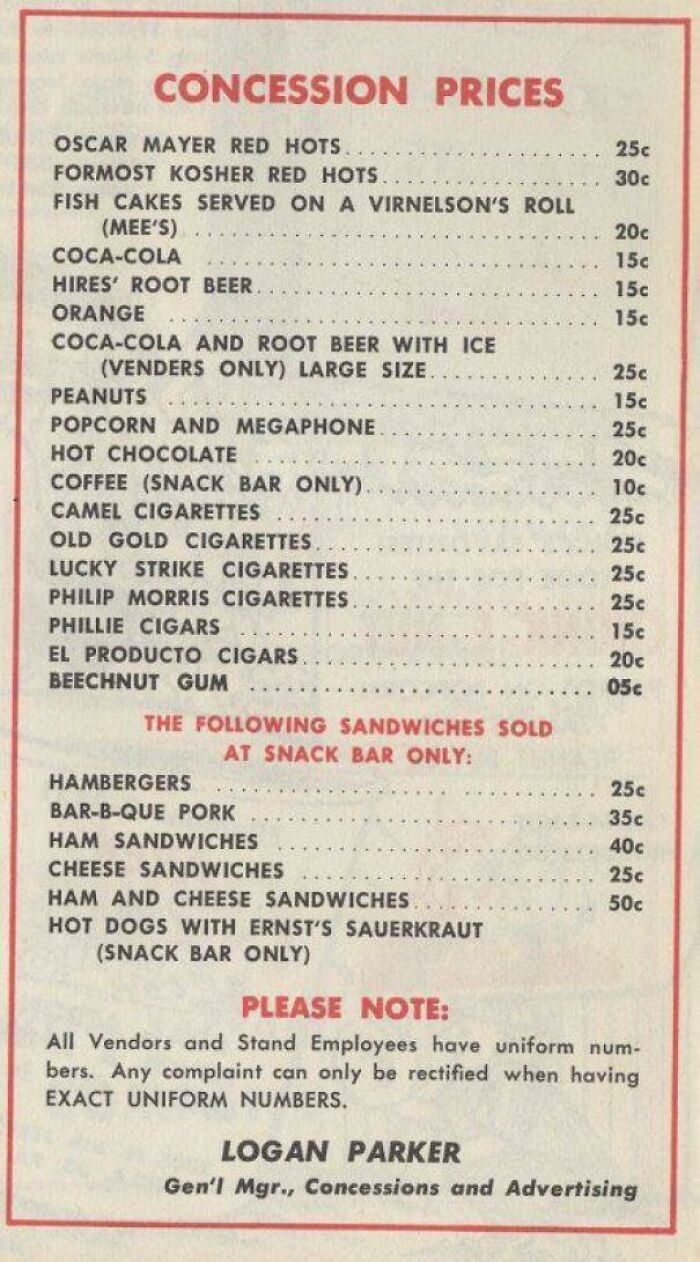 CONCESSION PRICES
OSCAR MAYER RED HOTS.................... 25c
FORMOST KOSHER RED HOTS................. 30c
FISH CAKES SERVED ON A VIRNELSON'S ROLL
(MEE'S) ............................... 20c
COCA-COLA ............................. 15c
HIRES' ROOT BEER........................ 15c
ORANGE ................................ 15c
COCA-COLA AND ROOT BEER WITH ICE
(VENDERS ONLY) LARGE SIZE............. 25c
PEANUTS ............................... 15c
POPCORN AND MEGAPHONE................. 25c
HOT CHOCOLATE ......................... 20c
COFFEE (SNACK BAR ONLY)................. 10c
CAMEL CIGARETTES ...................... 25c
OLD GOLD CIGARETTES.................... 25c
LUCKY STRIKE CIGARETTES................. 25c
PHILIP MORRIS CIGARETTES................. 25c
PHILLIE CIGARS ......................... 15c
EL PRODUCTO CIGARS..................... 20c
BEECHNUT GUM ......................... 05c
THE FOLLOWING SANDWICHES SOLD
AT SNACK BAR ONLY:
HAMBERGERS ........................... 25c
BAR-B-QUE PORK ........................ 35c
HAM SANDWICHES ....................... 40c
CHEESE SANDWICHES ..................... 25c
HAM AND CHEESE SANDWICHES............. 50c
HOT DOGS WITH ERNST'S SAUERKRAUT
(SNACK BAR ONLY)
PLEASE NOTE:
All Vendors and Stand Employees have uniform num-
bers. Any complaint can only be rectified when having
EXACT UNIFORM NUMBERS.
LOGAN PARKER
Gen'l Mgr., Concessions and Advertising